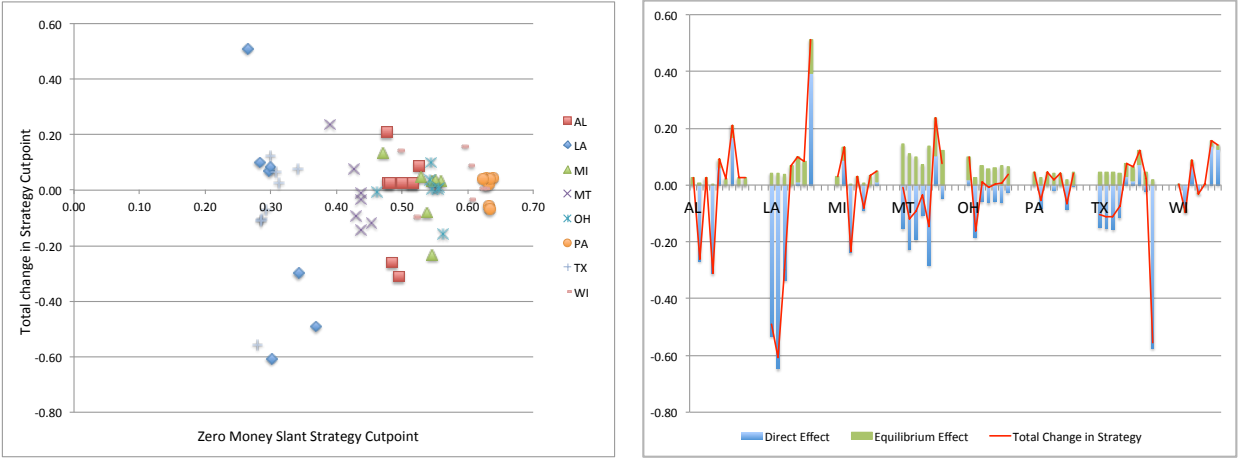 0.60
0.40
0.20
0.00
-0.20
-0.40
-0.60
-0.80
0.00 0.10 0.20 0.30 0.40 0.50 0.60 0.70
Total change in Strategy Cutpoint
Zero Money Slant Strategy Cutpoint
AL
LA
MI
MT
OH
PA
TX
WI
0.60
0.40
0.20
0.00
-0.20
-0.40
-0.60
-0.80
AL LA MI MT OH PA TX WI
Direct Effect Equilibrium Effect Total Change in Strategy